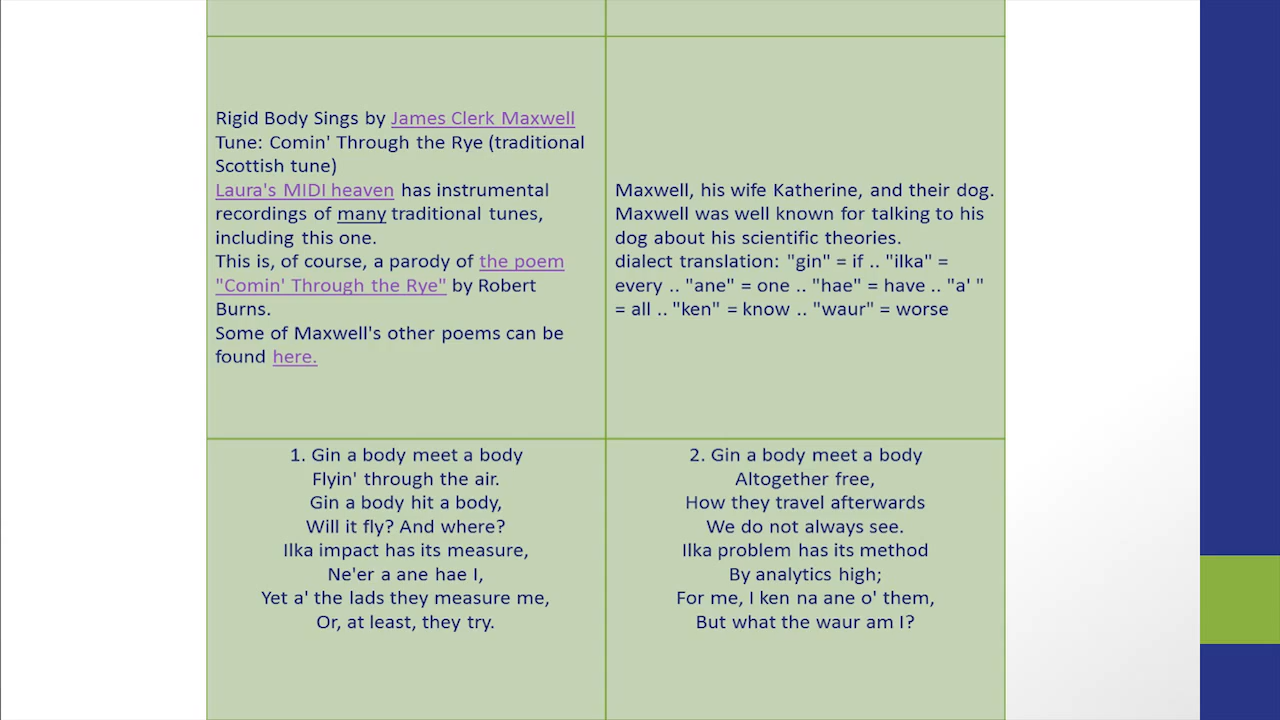 Rigid Body Sings by James Clerk Maxwell
Tune: Comin' Through the Rye (traditional
Scottish tune)
Laura's MIDI heaven has instrumental
recordings of many traditional tunes,
including this one.
This is, of course, a parody of the poem
"Comin' Through the Rye" by Robert
Burns.
Some of Maxwell's other poems can be
found here.
Maxwell, his wife Katherine, and their dog.
Maxwell was well known for talking to his
dog about his scientific theories.
dialect translation: "gin" = if .. "ilka" =
every .. "ane" = one .. "hae" = have .. "a' "
= all .. "ken" = know .. "waur" = worse
1. Gin a body meet a body
Flyin' through the air.
Gin a body hit a body,
Will it fly? And where?
Ilka impact has its measure,
Ne'er a ane hae I,
Yet a' the lads they measure me,
Or, at least, they try.
2. Gin a body meet a body
Altogether free,
How they travel afterwards
We do not always see.
Ilka problem has its method
By analytics high;
For me, I ken na ane o' them,
But what the waur am I?